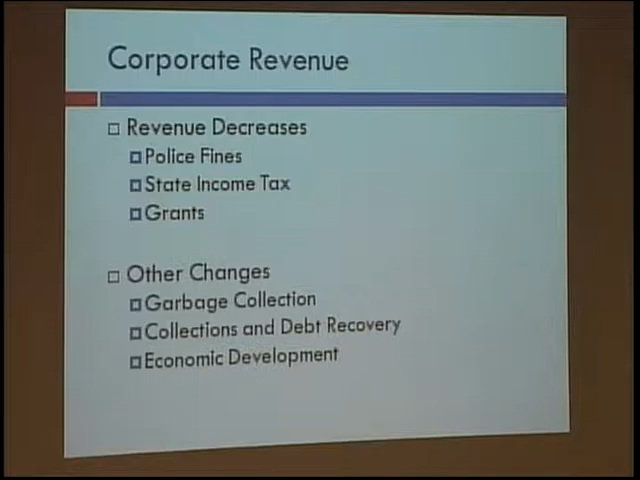 Corporate Revenue
Revenue Decreases
Police Fines
State Income Tax
Grants
Other Changes
Garbage Collection
Collections and Debt Recovery
Economic Development